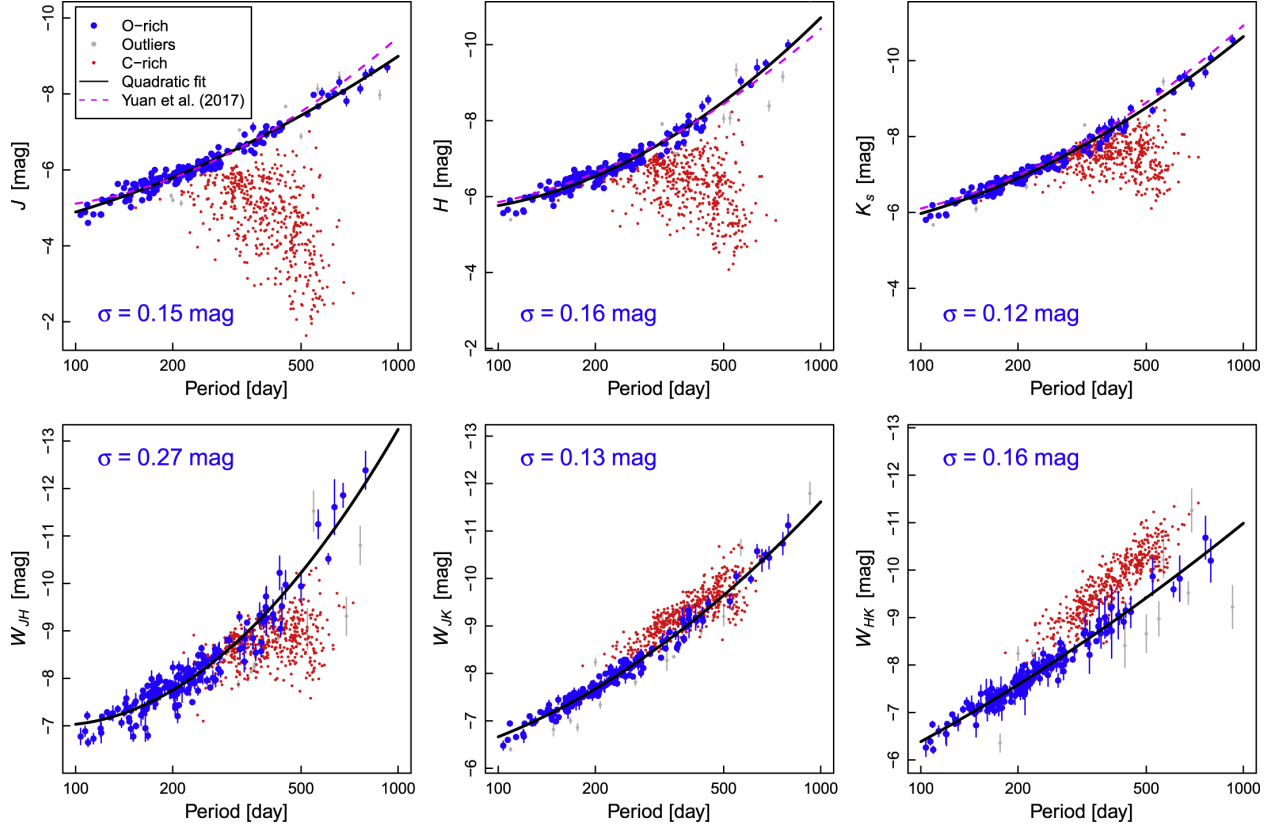 O−rich
Outliers
C−rich
Quadratic fit
Yuan et al. (2017)
-10
-8
-6
-4
-2
J [mag]
σ = 0.15 mag
100 200 500 1000
Period [day]
-10
-8
-6
-4
-2
H [mag]
σ = 0.16 mag
100 200 500 1000
Period [day]
-10
-8
-6
-4
Ks [mag]
σ = 0.12 mag
100 200 500 1000
Period [day]
-13
-12
-11
-10
-9
-8
-7
WJH [mag]
σ = 0.27 mag
100 200 500 1000
Period [day]
-12
-11
-10
-9
-8
-7
-6
WJK [mag]
σ = 0.13 mag
100 200 500 1000
Period [day]
-13
-12
-11
-10
-9
-8
-7
-6
WHK [mag]
σ = 0.16 mag
100 200 500 1000
Period [day]